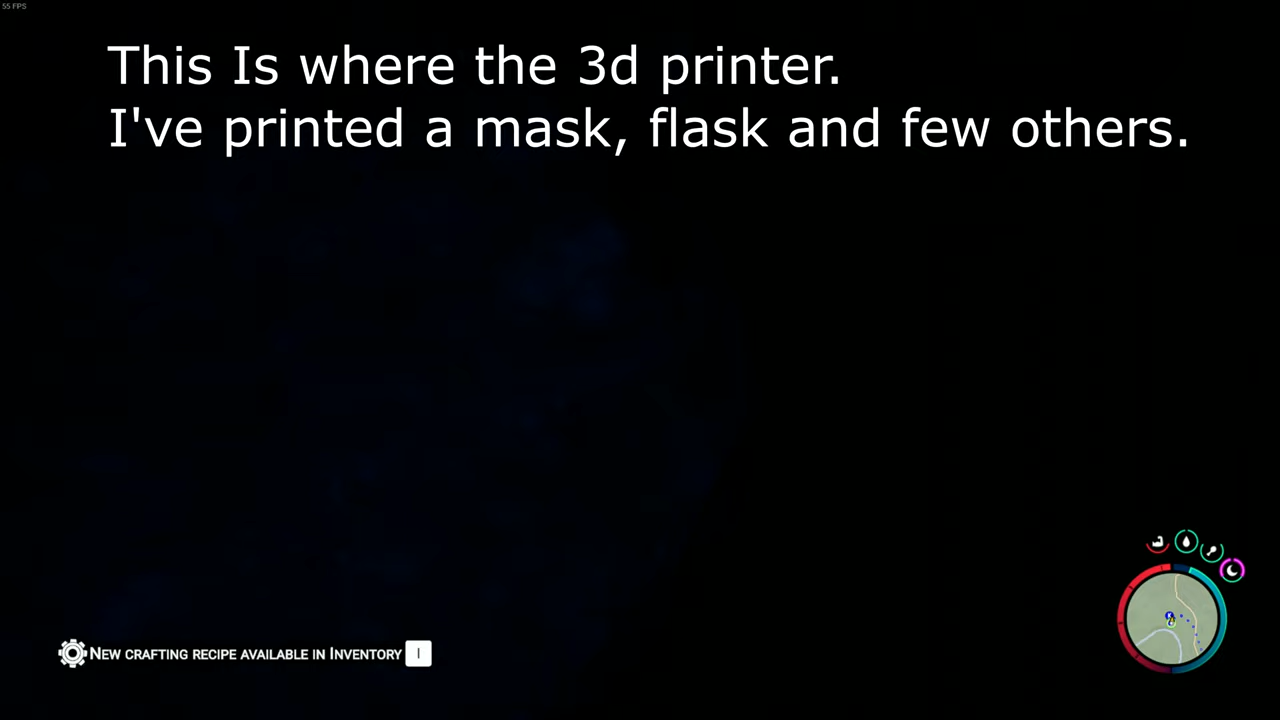 55 FPS
This Is where the 3d printer.
I've printed a mask, flask and few others.
New crafting recipe available in Inventory I